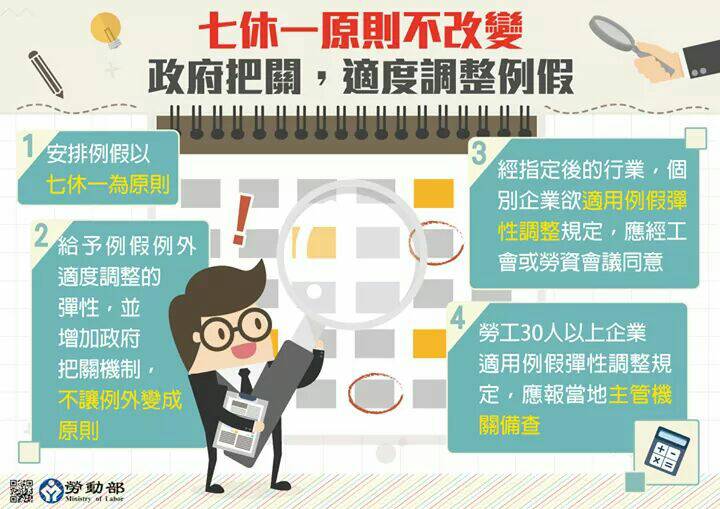 七休一原則不改變
政府把關，適度調整例假
1
安排例假以
七休一為原則
2
給予例假例外
適度調整的
彈性，並
增加政府
把關機制，
不讓例外變成
原則
3
經指定後的行業，個
別企業欲適用例假彈
性調整規定，應經工
會或勞資會議同意
4
勞工30人以上企業
適用例假彈性調整規
定，應報當地主管機
關備查
勞動部
Ministry of Labor